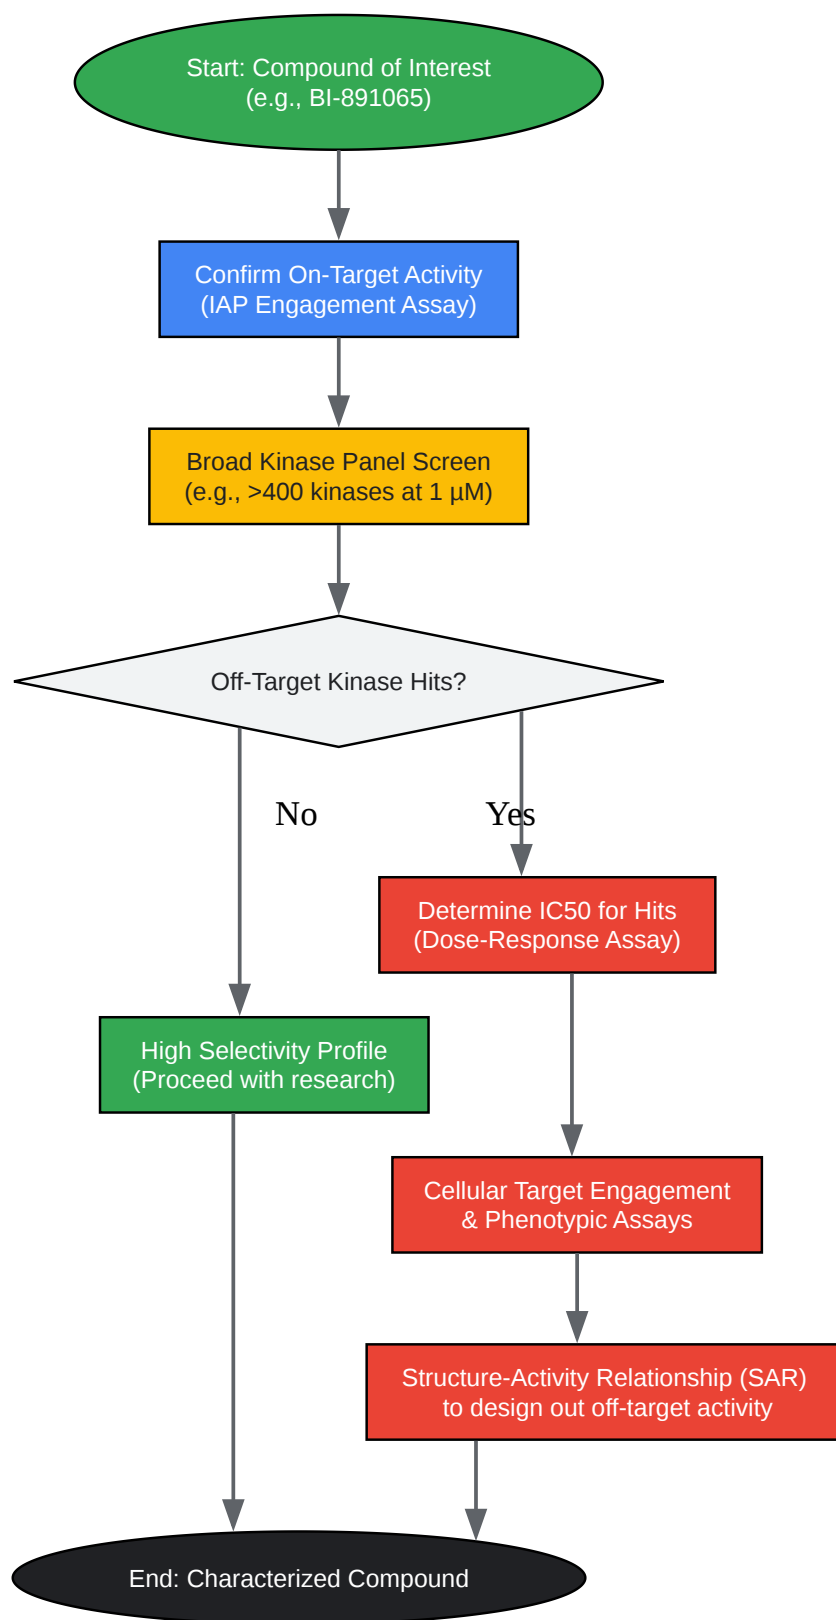 Start: Compound of Interest
(e.g., BI-891065)
Confirm On-Target Activity
(IAP Engagement Assay)
Broad Kinase Panel Screen
(e.g., >400 kinases at 1 µM)
Off-Target Kinase Hits?
No
Yes
Determine IC50 for Hits
(Dose-Response Assay)
High Selectivity Profile
(Proceed with research)
Cellular Target Engagement
& Phenotypic Assays
Structure-Activity Relationship (SAR)
to design out off-target activity
End: Characterized Compound